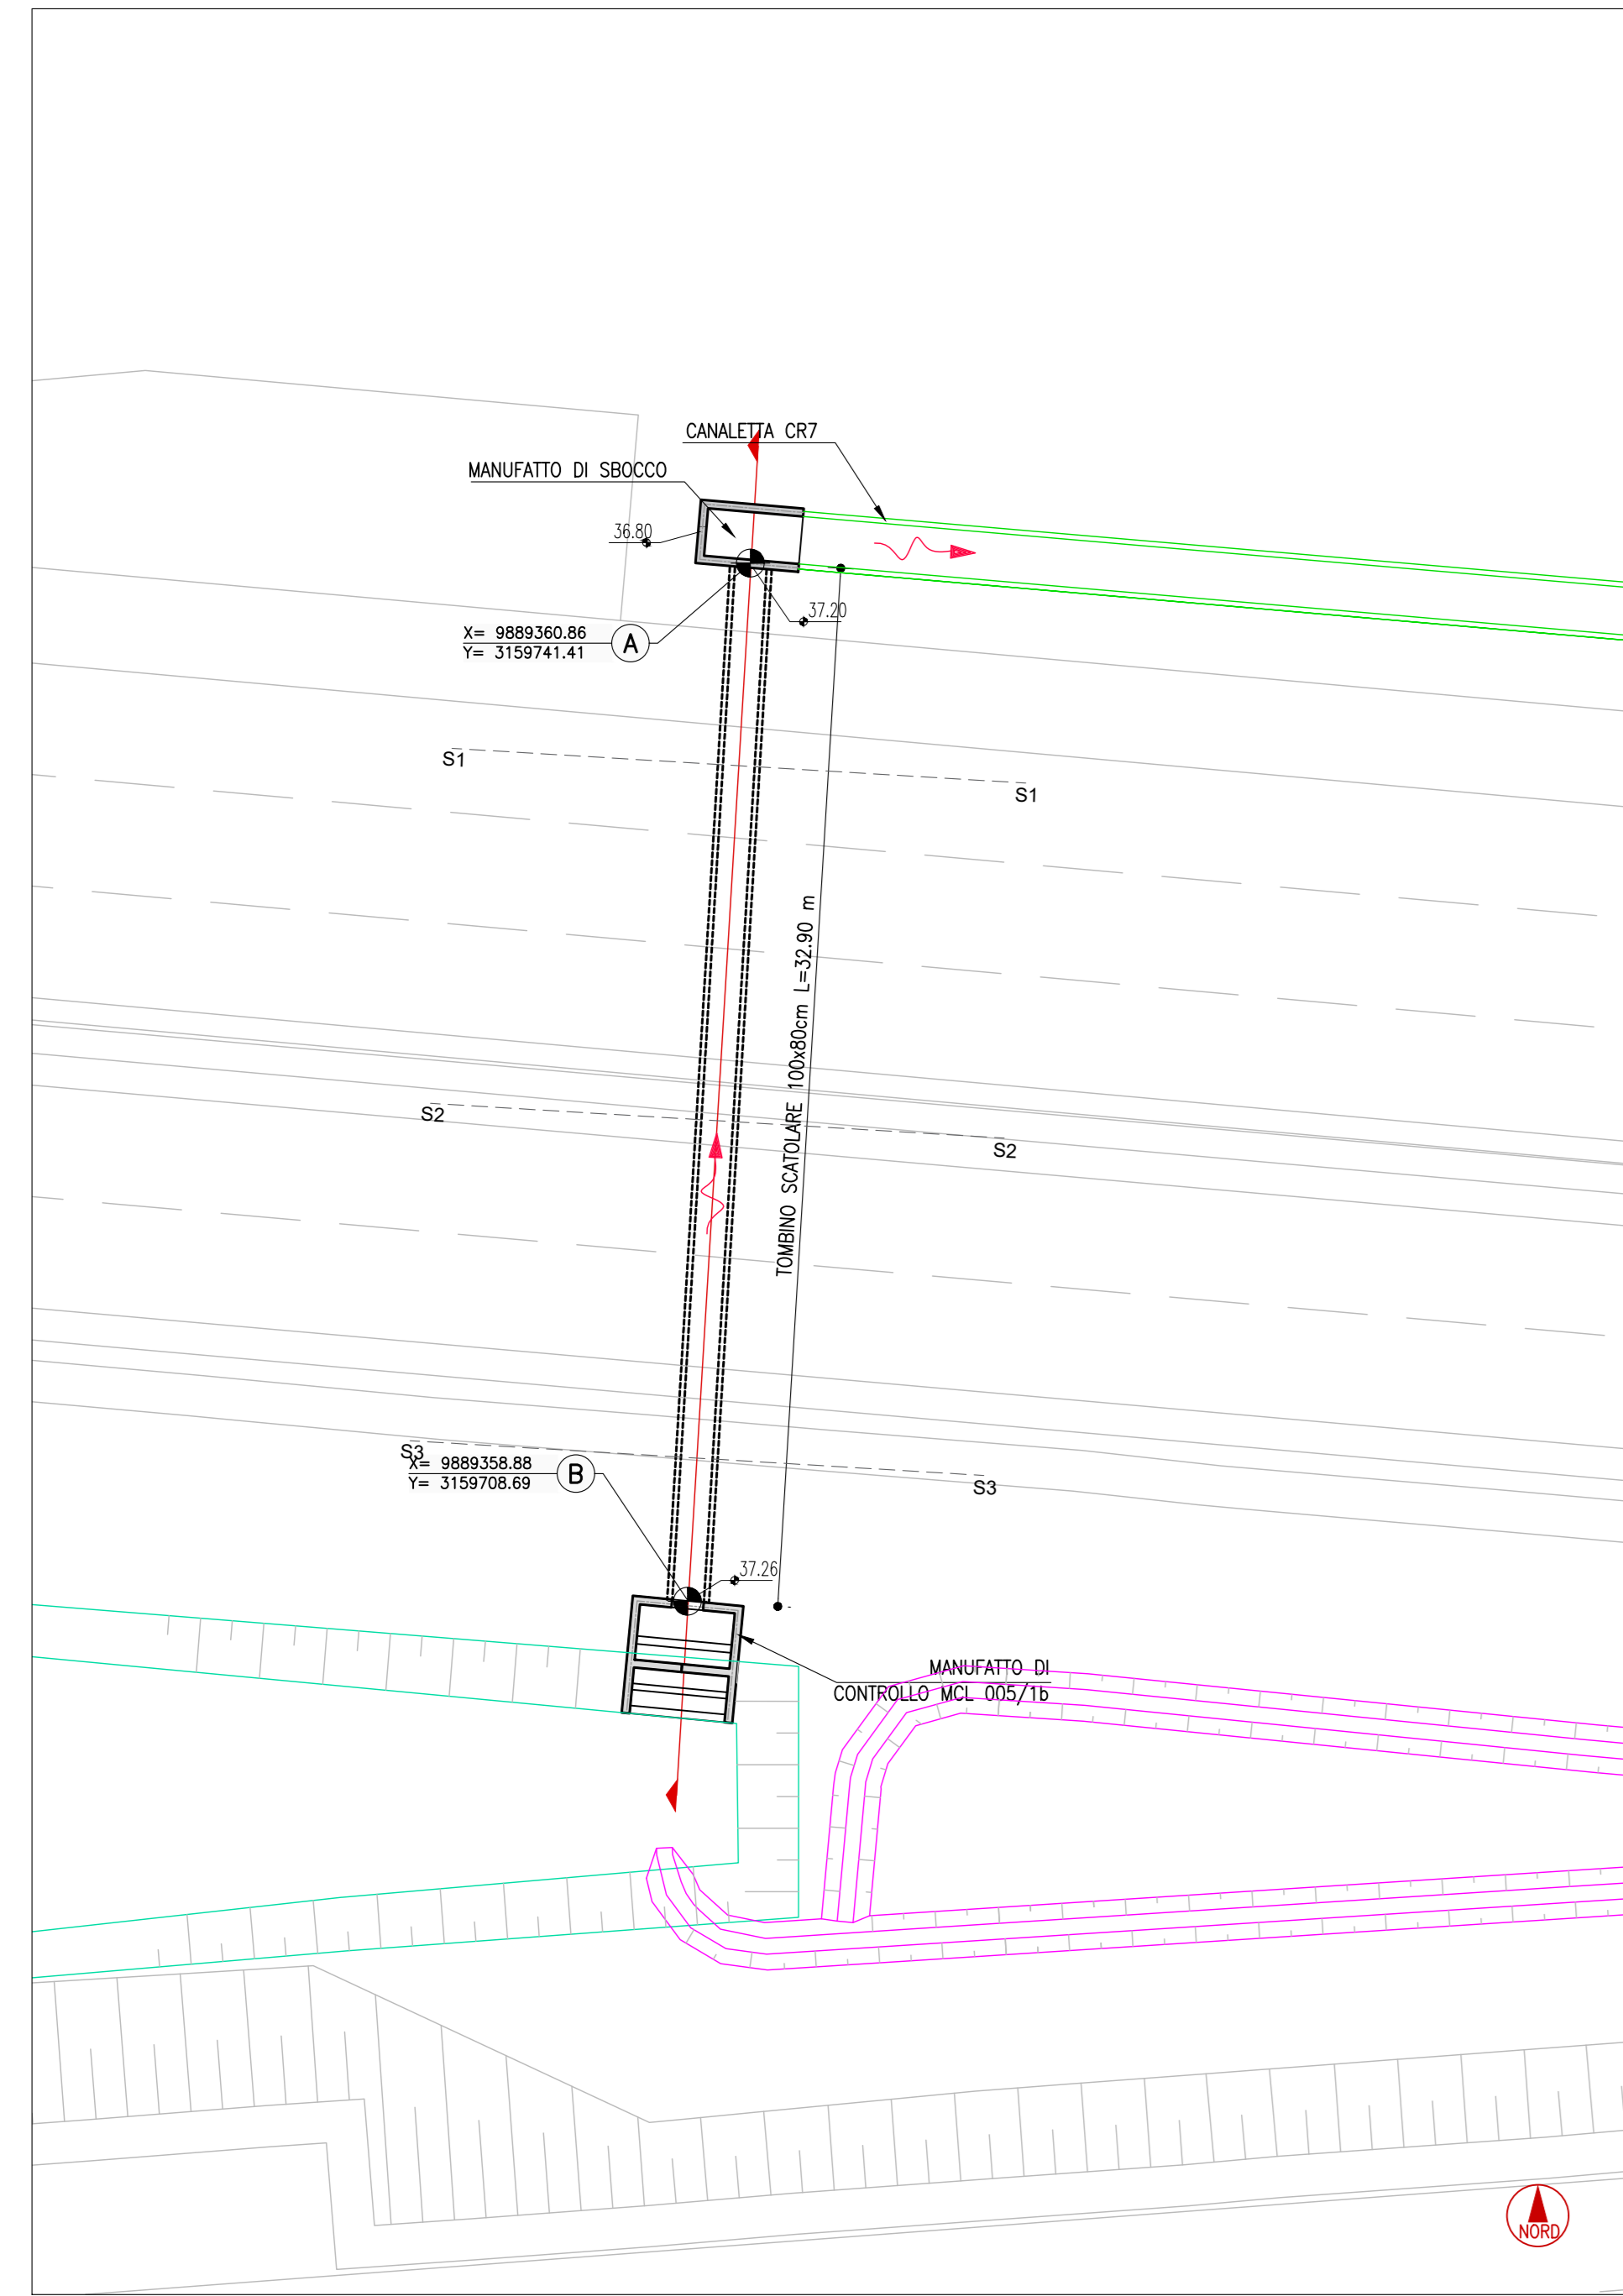 CANALETTA CR7
MANUFATTO DI SBOCCO
36.80
37.20
X= 9889360.86
Y= 3159741.41
A
S1
S1
TOMBINO SCATOLARE 100x80cm L=32.90 m
S2
S2
S3
X= 9889358.88
Y= 3159708.69
B
S3
37.26
MANUFATTO DI
CONTROLLO MCL 005/1b
NORD